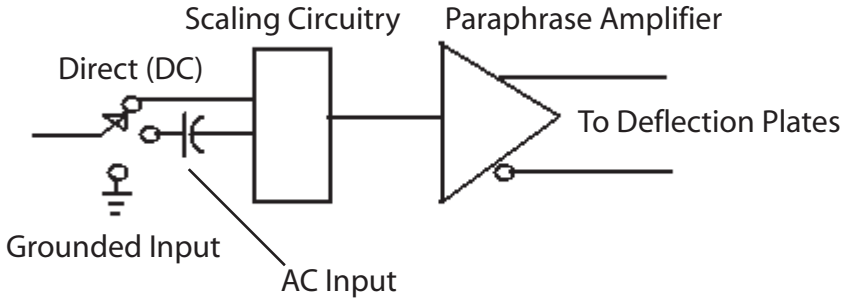 Scaling Circuitry
Paraphrase Amplifier
Direct (DC)
To Deflection Plates
Grounded Input
AC Input